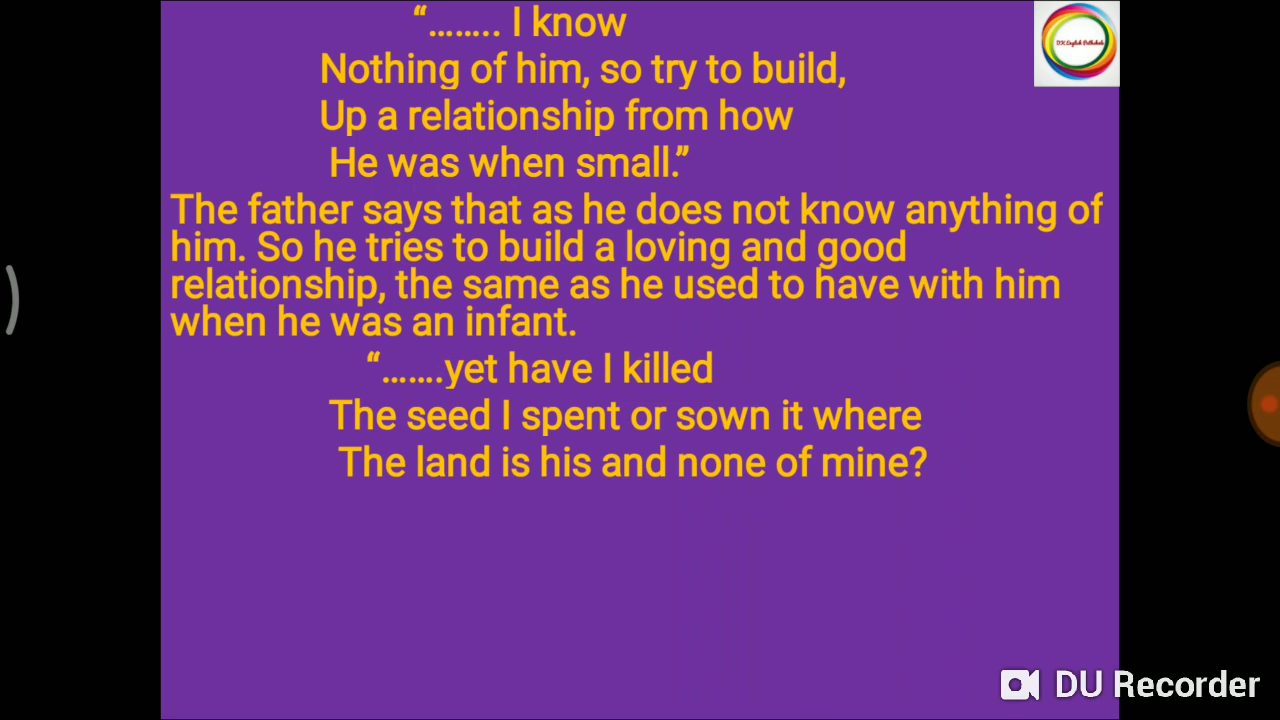 “…….. I know
Nothing of him, so try to build,
Up a relationship from how
He was when small.”
The father says that as he does not know anything of
him. So he tries to build a loving and good
relationship, the same as he used to have with him
when he was an infant.
“…….yet have I killed
The seed I spent or sown it where
The land is his and none of mine?
D.K.English Pathshala
DU Recorder